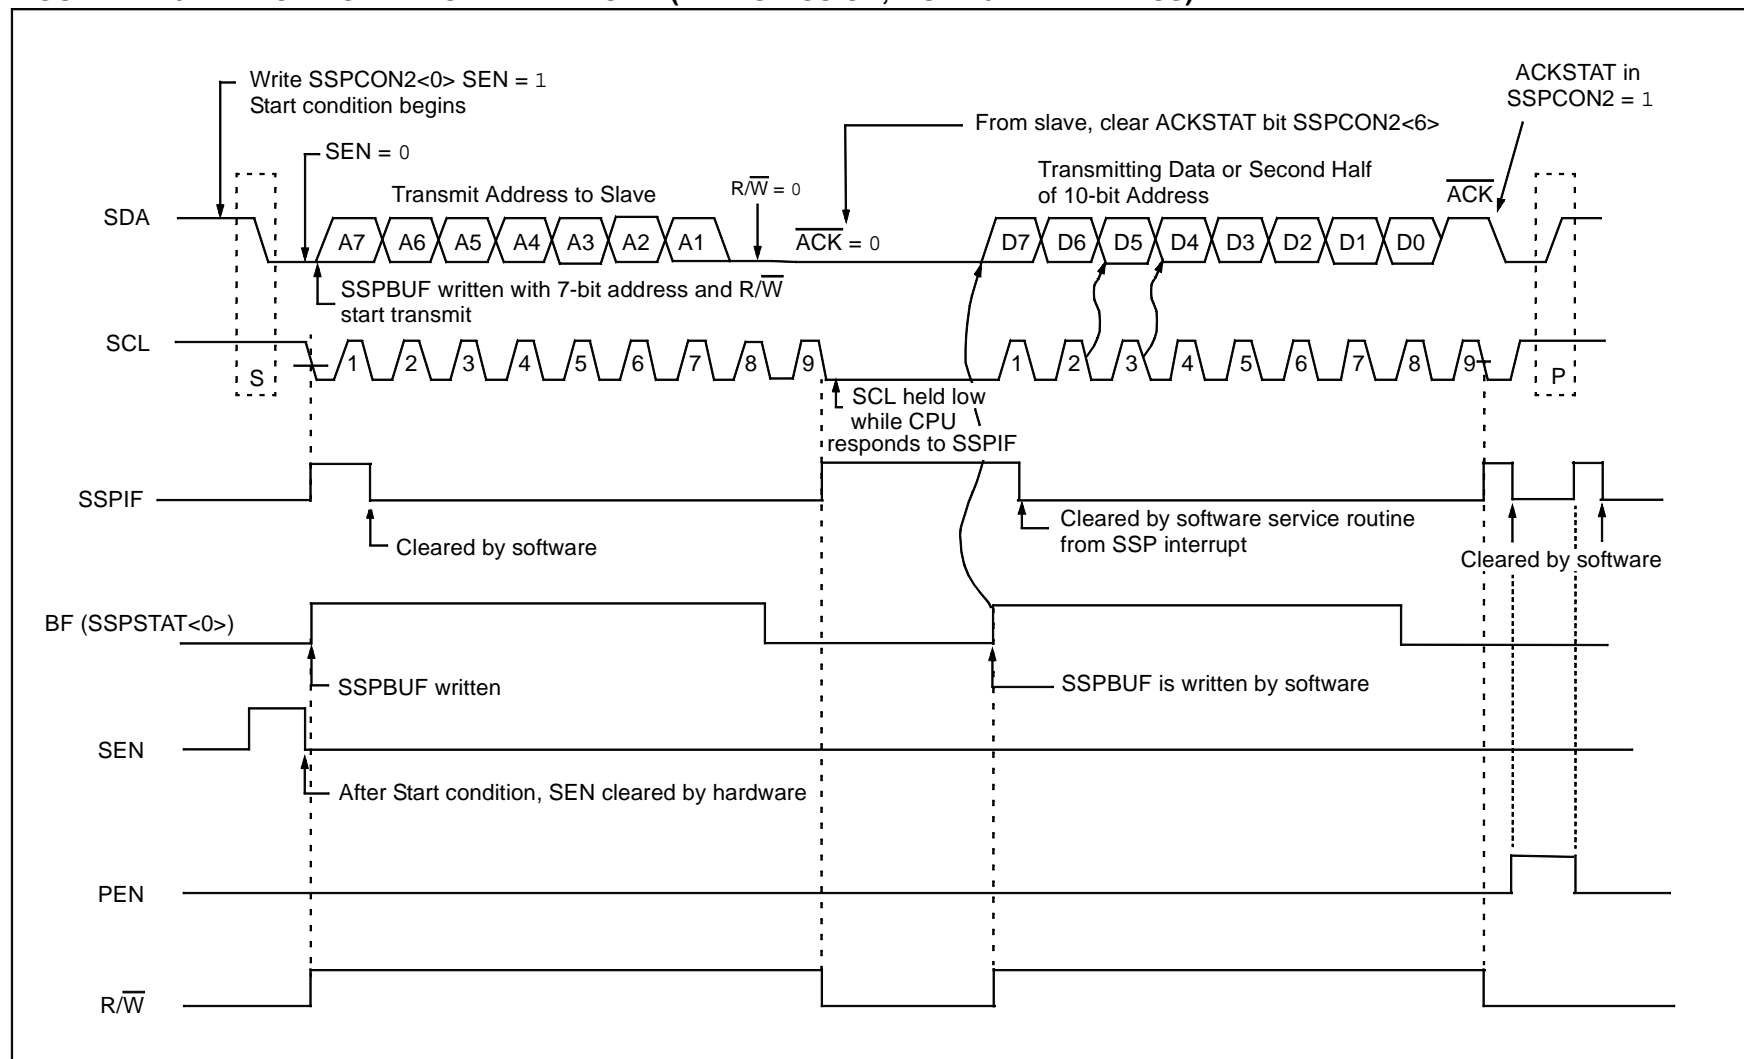 Write SSPCON2<0> SEN = 1
Start condition begins
ACKSTAT in
SSPCON2 = 1
From slave, clear ACKSTAT bit SSPCON2<6>
SEN = 0
Transmit Address to Slave
R/W̅ = 0
Transmitting Data or Second Half
of 10-bit Address
A̅C̅K̅
SDA
A7 A6 A5 A4 A3 A2 A1
A̅C̅K̅ = 0
D7 D6 D5 D4 D3 D2 D1 D0
SSPBUF written with 7-bit address and R/W̅
start transmit
SCL
S
1 2 3 4 5 6 7 8 9
1 2 3 4 5 6 7 8 9
P
SCL held low
while CPU
responds to SSPIF
SSPIF
Cleared by software
Cleared by software service routine
from SSP interrupt
Cleared by software
BF (SSPSTAT<0>)
SSPBUF written
SSPBUF is written by software
SEN
After Start condition, SEN cleared by hardware
PEN
R/W̅